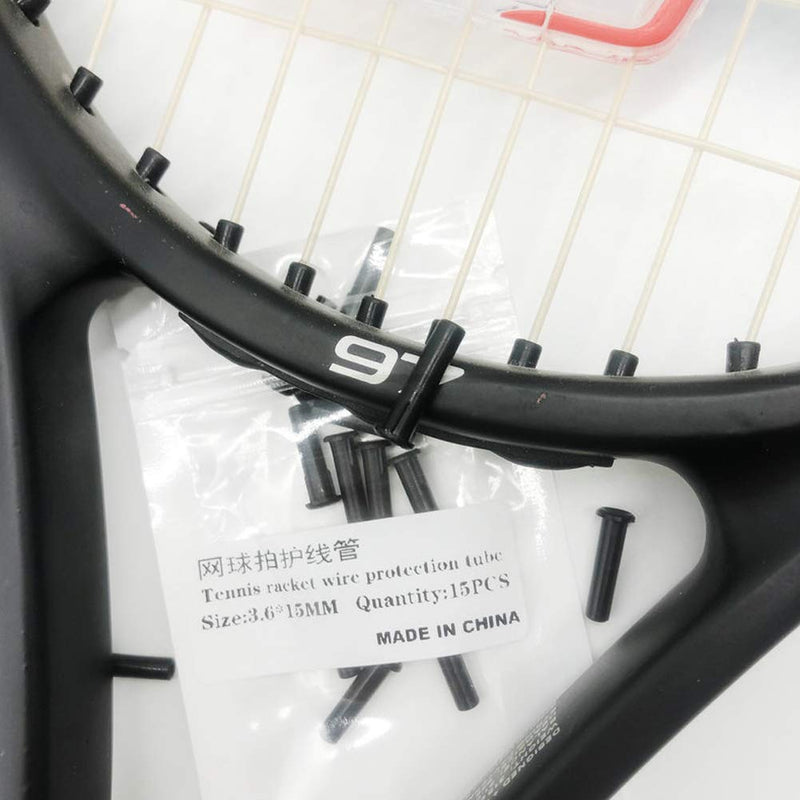 97
网球拍护线管
Tennis racket wire protection tube
Size:3.6*15MM Quantity:15PCS
MADE IN CHINA
DESIGNED